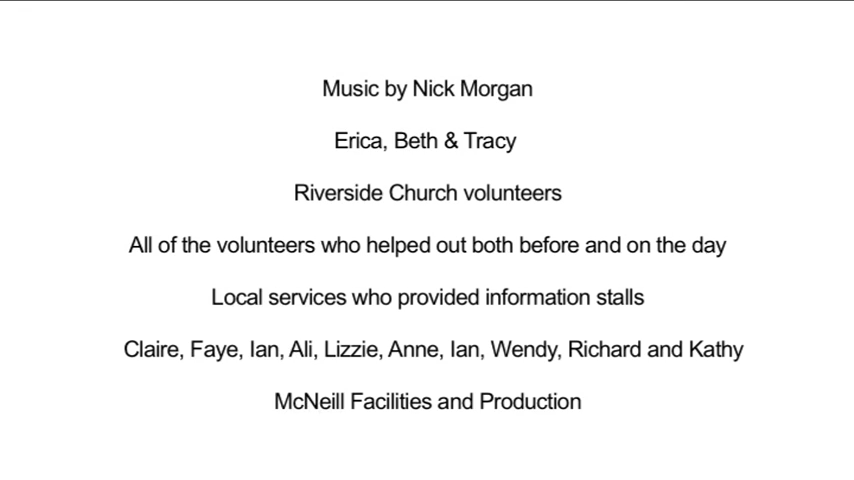 Music by Nick Morgan
Erica, Beth & Tracy
Riverside Church volunteers
All of the volunteers who helped out both before and on the day
Local services who provided information stalls
Claire, Faye, Ian, Ali, Lizzie, Anne, Ian, Wendy, Richard and Kathy
McNeill Facilities and Production